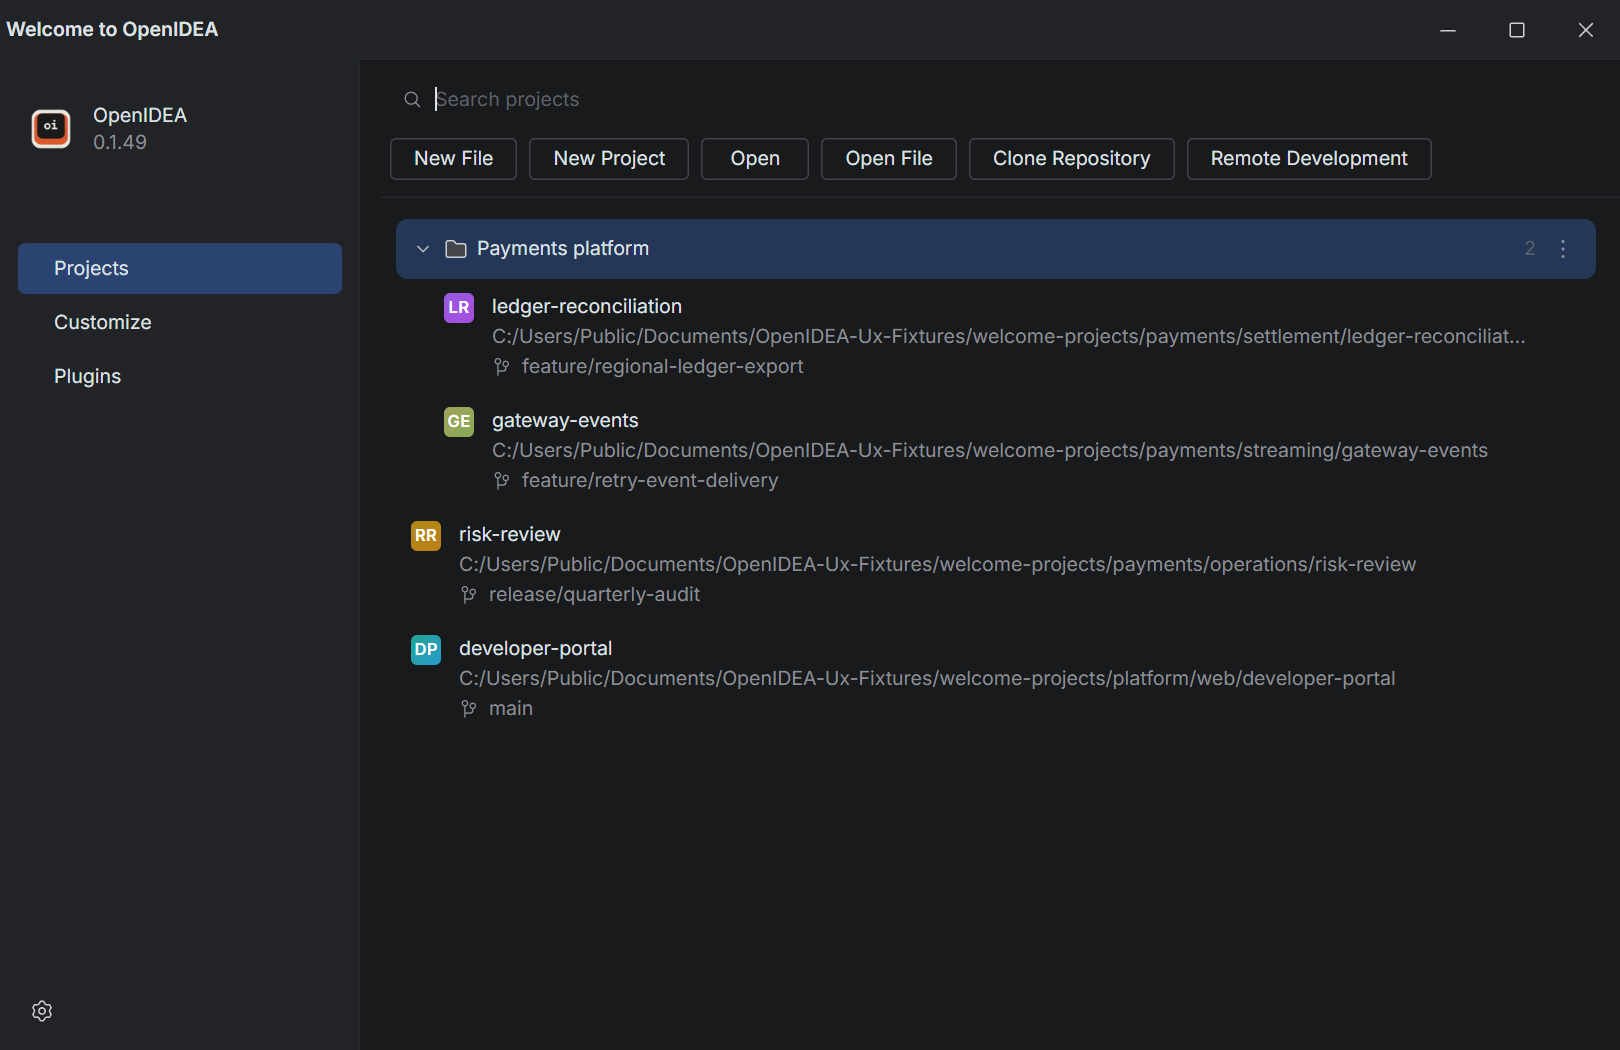 Welcome to OpenIDEA
oi
OpenIDEA
0.1.49
Projects
Customize
Plugins
Search projects
New File
New Project
Open
Open File
Clone Repository
Remote Development
Payments platform
2
LR
ledger-reconciliation
C:/Users/Public/Documents/OpenIDEA-Ux-Fixtures/welcome-projects/payments/settlement/ledger-reconciliat...
feature/regional-ledger-export
GE
gateway-events
C:/Users/Public/Documents/OpenIDEA-Ux-Fixtures/welcome-projects/payments/streaming/gateway-events
feature/retry-event-delivery
RR
risk-review
C:/Users/Public/Documents/OpenIDEA-Ux-Fixtures/welcome-projects/payments/operations/risk-review
release/quarterly-audit
DP
developer-portal
C:/Users/Public/Documents/OpenIDEA-Ux-Fixtures/welcome-projects/platform/web/developer-portal
main